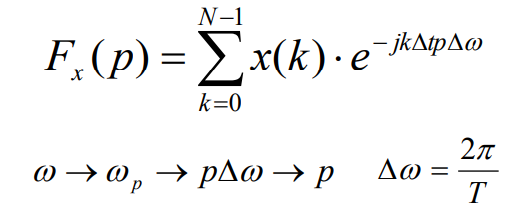 F_x(p) = \sum_{k=0}^{N-1} x(k) \cdot e^{-jk\Delta tp\Delta\omega}
\omega \to \omega_p \to p\Delta\omega \to p \quad \Delta\omega = \frac{2\pi}{T}